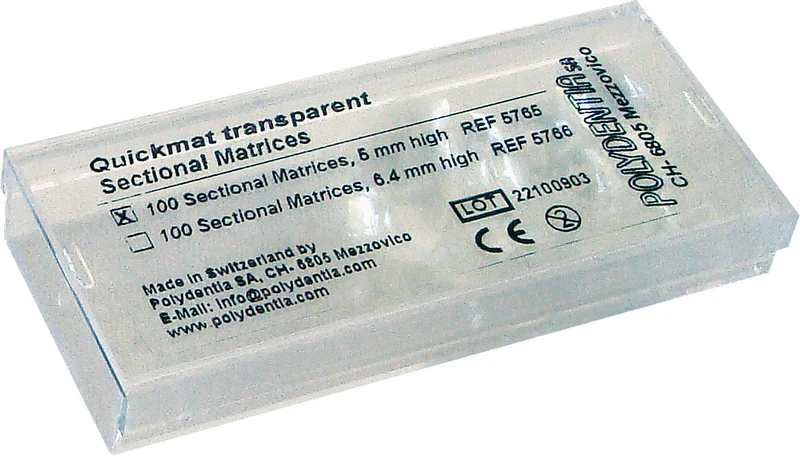 Quickmat transparent
Sectional Matrices
100 Sectional Matrices, 5 mm high REF 5765
100 Sectional Matrices, 6.4 mm high REF 5766
LOT 22100903
CE 2
Made in Switzerland by
Polydentia SA, CH- 6805 Mezzovico
E-Mail: info@polydentia.com
www.polydentia.com
POLYDENTIA SA
CH- 6805 Mezzovico